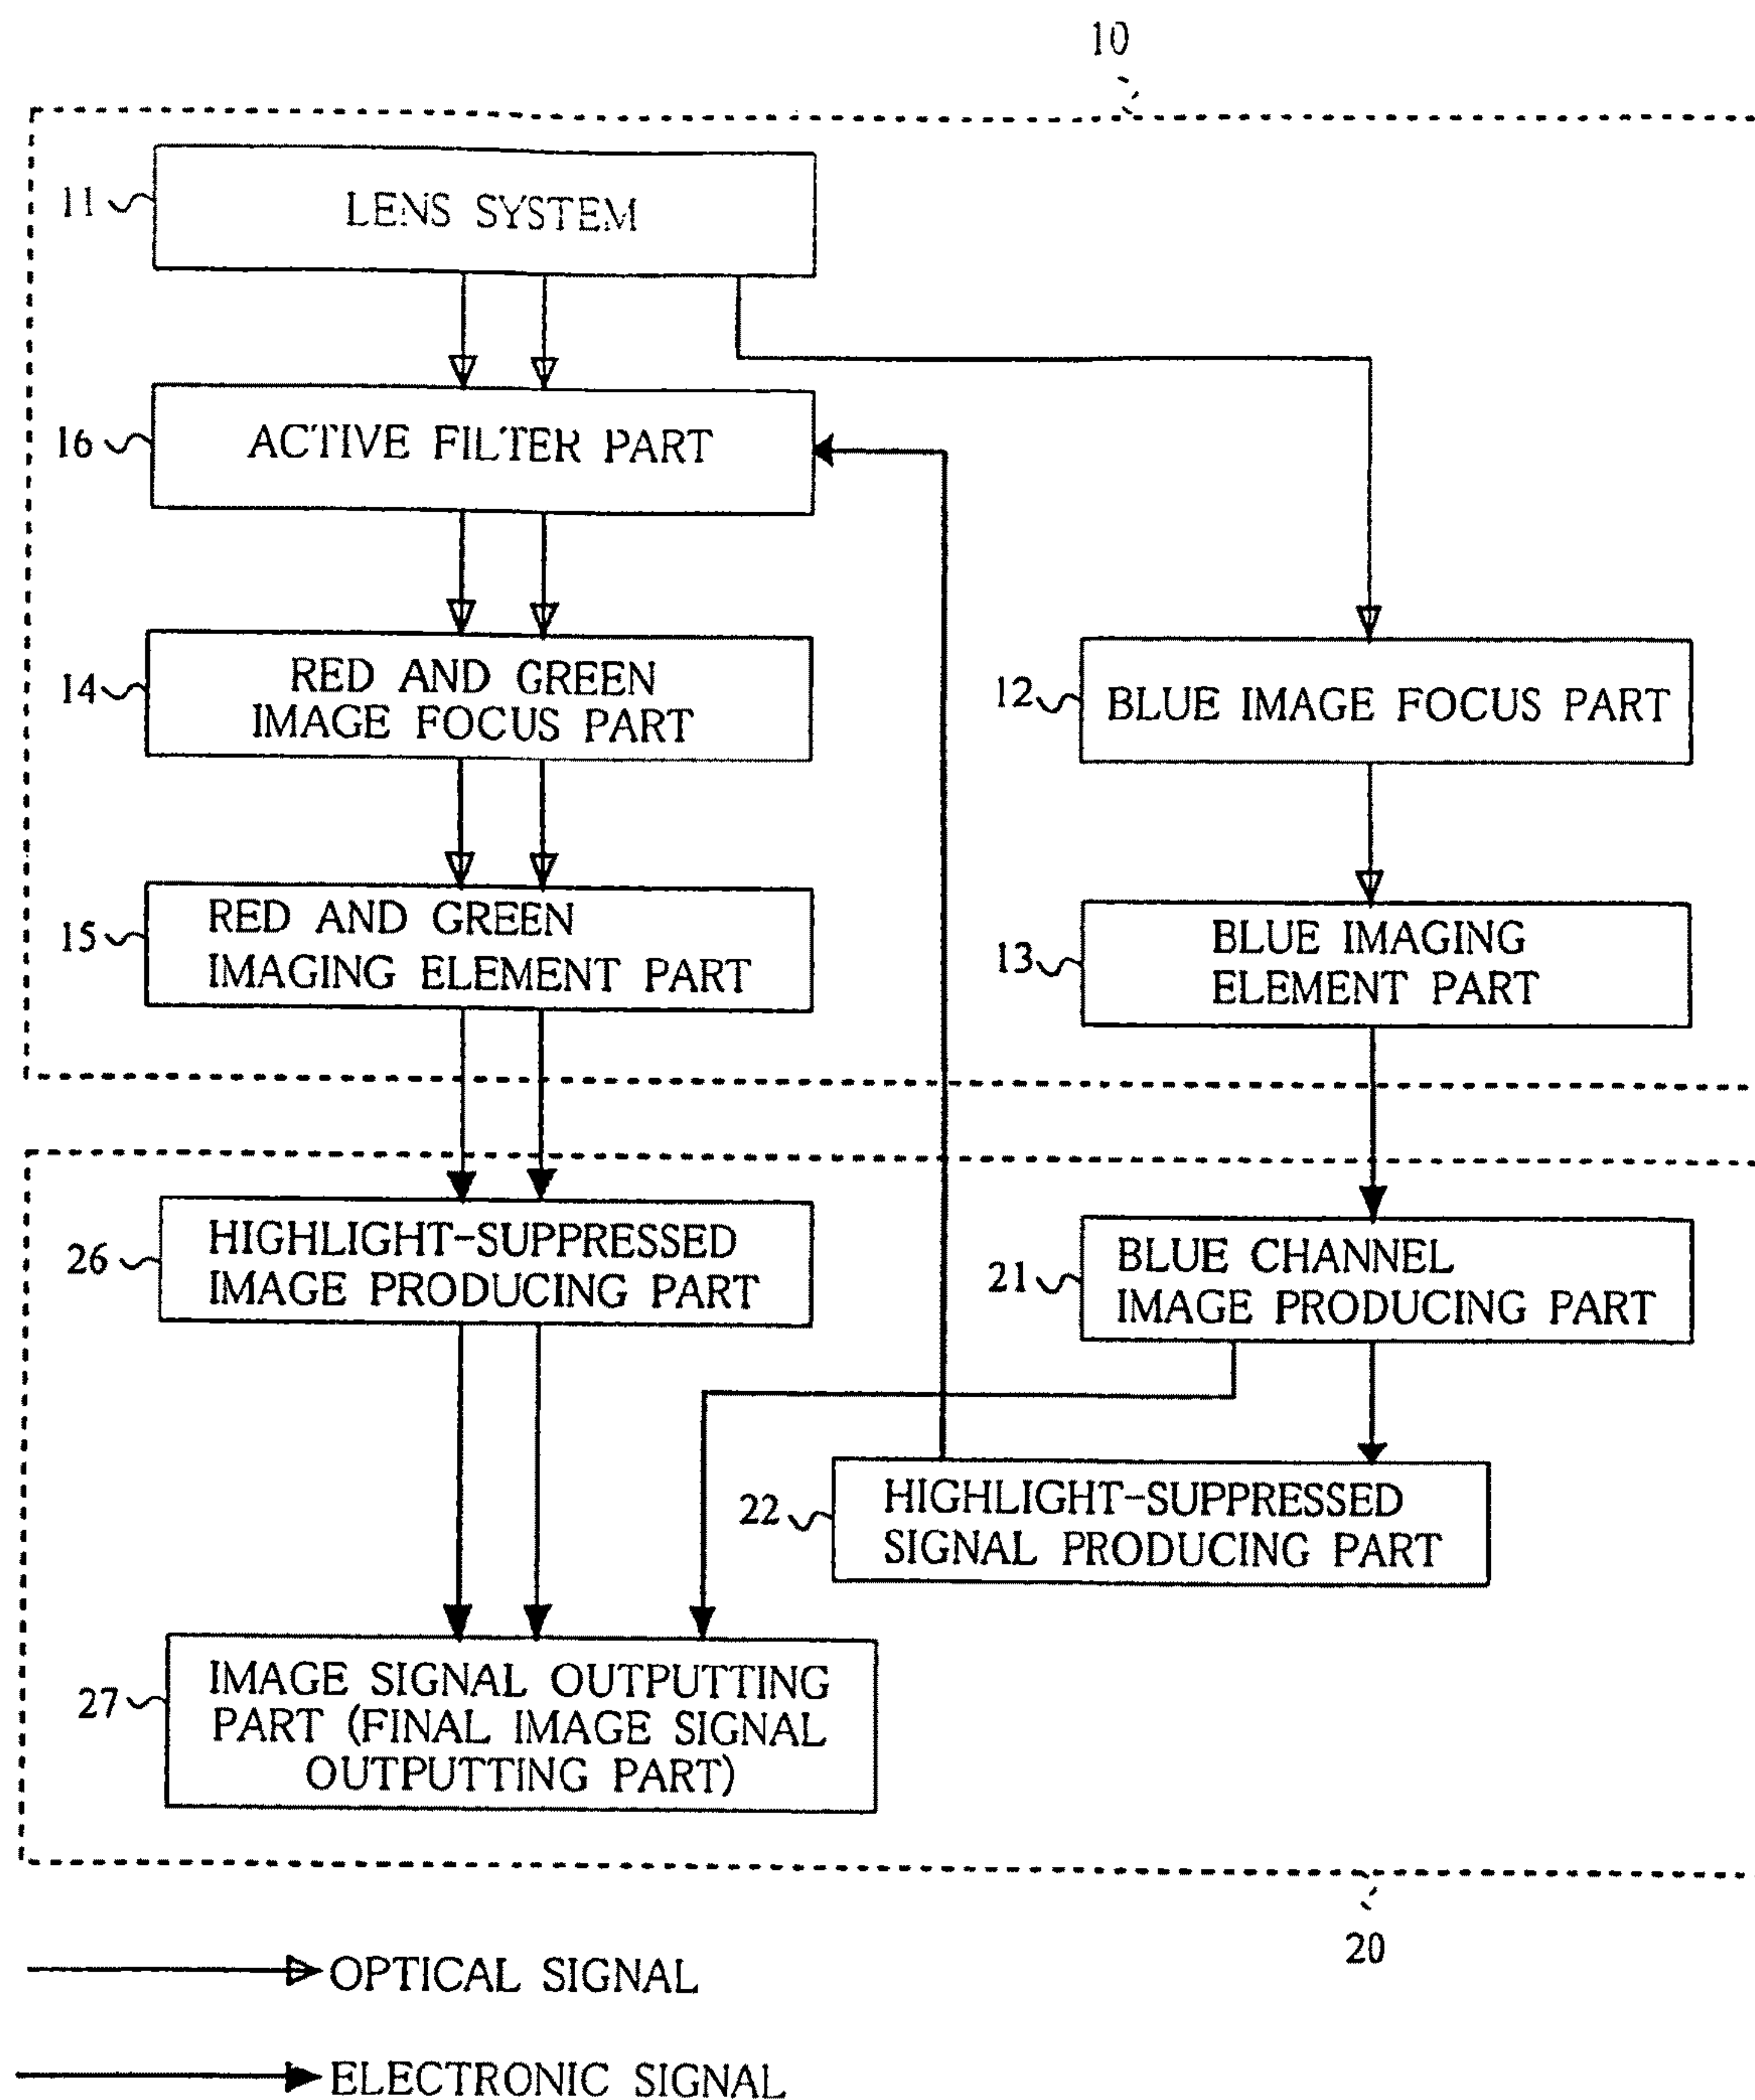 10
11
LENS SYSTEM
16
ACTIVE FILTER PART
14
RED AND GREEN
IMAGE FOCUS PART
12
BLUE IMAGE FOCUS PART
15
RED AND GREEN
IMAGING ELEMENT PART
13
BLUE IMAGING
ELEMENT PART
26
HIGHLIGHT-SUPPRESSED
IMAGE PRODUCING PART
21
BLUE CHANNEL
IMAGE PRODUCING PART
22
HIGHLIGHT-SUPPRESSED
SIGNAL PRODUCING PART
27
IMAGE SIGNAL OUTPUTTING
PART (FINAL IMAGE SIGNAL
OUTPUTTING PART)
20
OPTICAL SIGNAL
ELECTRONIC SIGNAL